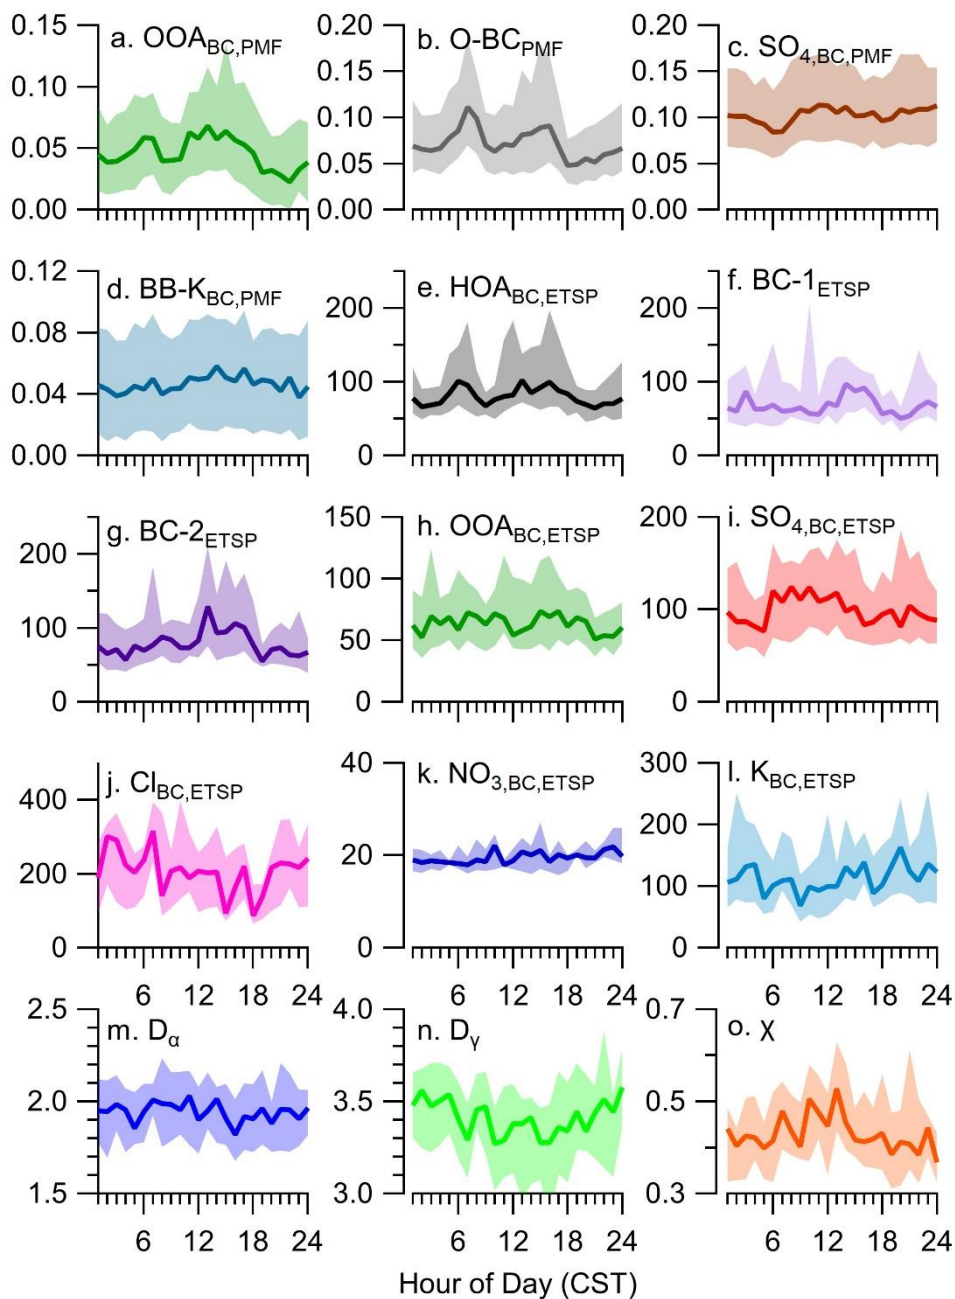 a. OOA_BC,PMF
0.15
0.10
0.05
0.00
b. O-BC_PMF
0.20
0.15
0.10
0.05
0.00
c. SO_4,BC,PMF
0.20
0.15
0.10
0.05
0.00
d. BB-K_BC,PMF
0.12
0.08
0.04
0.00
e. HOA_BC,ETSP
200
100
0
f. BC-1_ETSP
200
100
0
g. BC-2_ETSP
200
100
0
h. OOA_BC,ETSP
150
100
50
0
i. SO_4,BC,ETSP
200
100
0
j. Cl_BC,ETSP
400
200
0
6 12 18 24
k. NO_3,BC,ETSP
40
20
0
6 12 18 24
l. K_BC,ETSP
300
200
100
0
6 12 18 24
m. D_α
2.5
2.0
1.5
6 12 18 24
n. D_γ
4.0
3.5
3.0
6 12 18 24
o. χ
0.7
0.5
0.3
6 12 18 24
Hour of Day (CST)